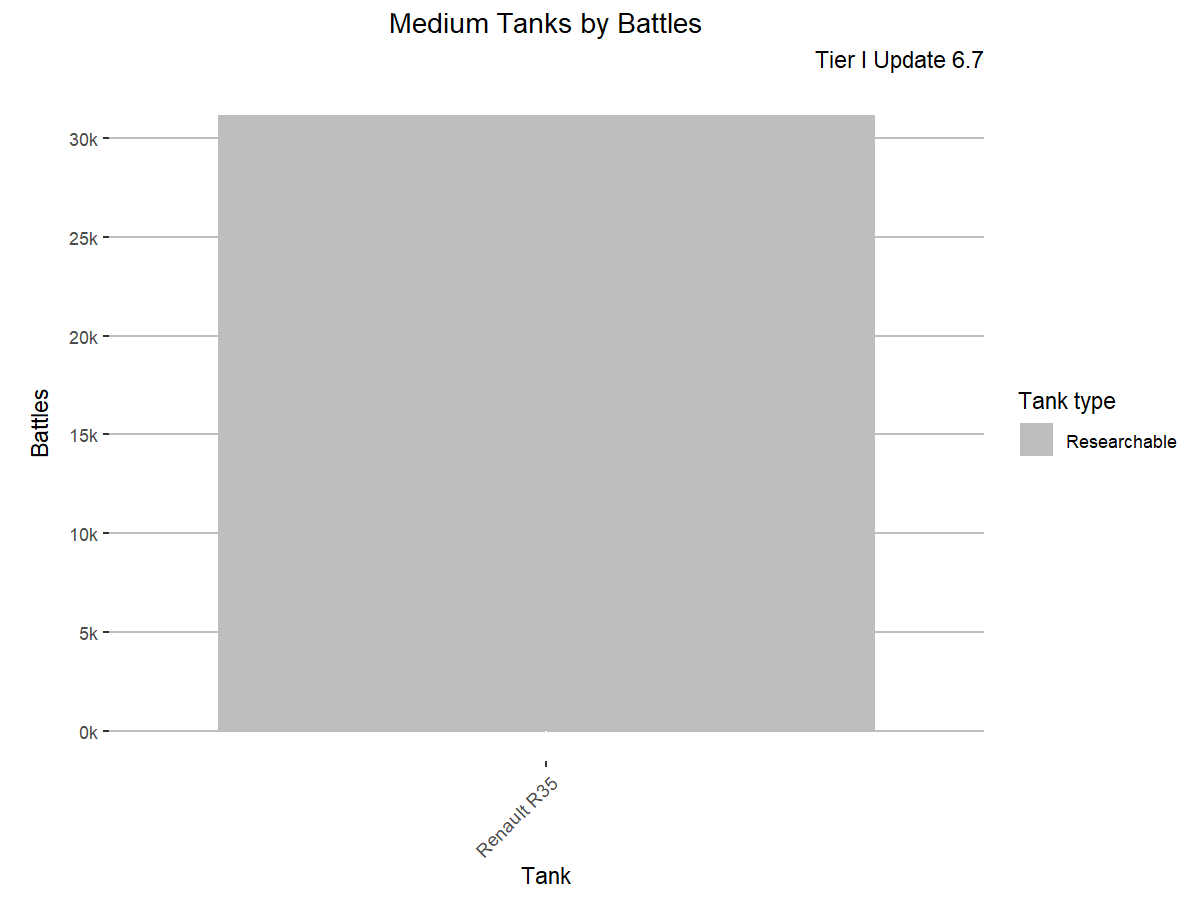 Medium Tanks by Battles
Tier I Update 6.7
30k
25k
20k
15k
10k
5k
0k
Battles
Renault R35
Tank
Tank type
Researchable